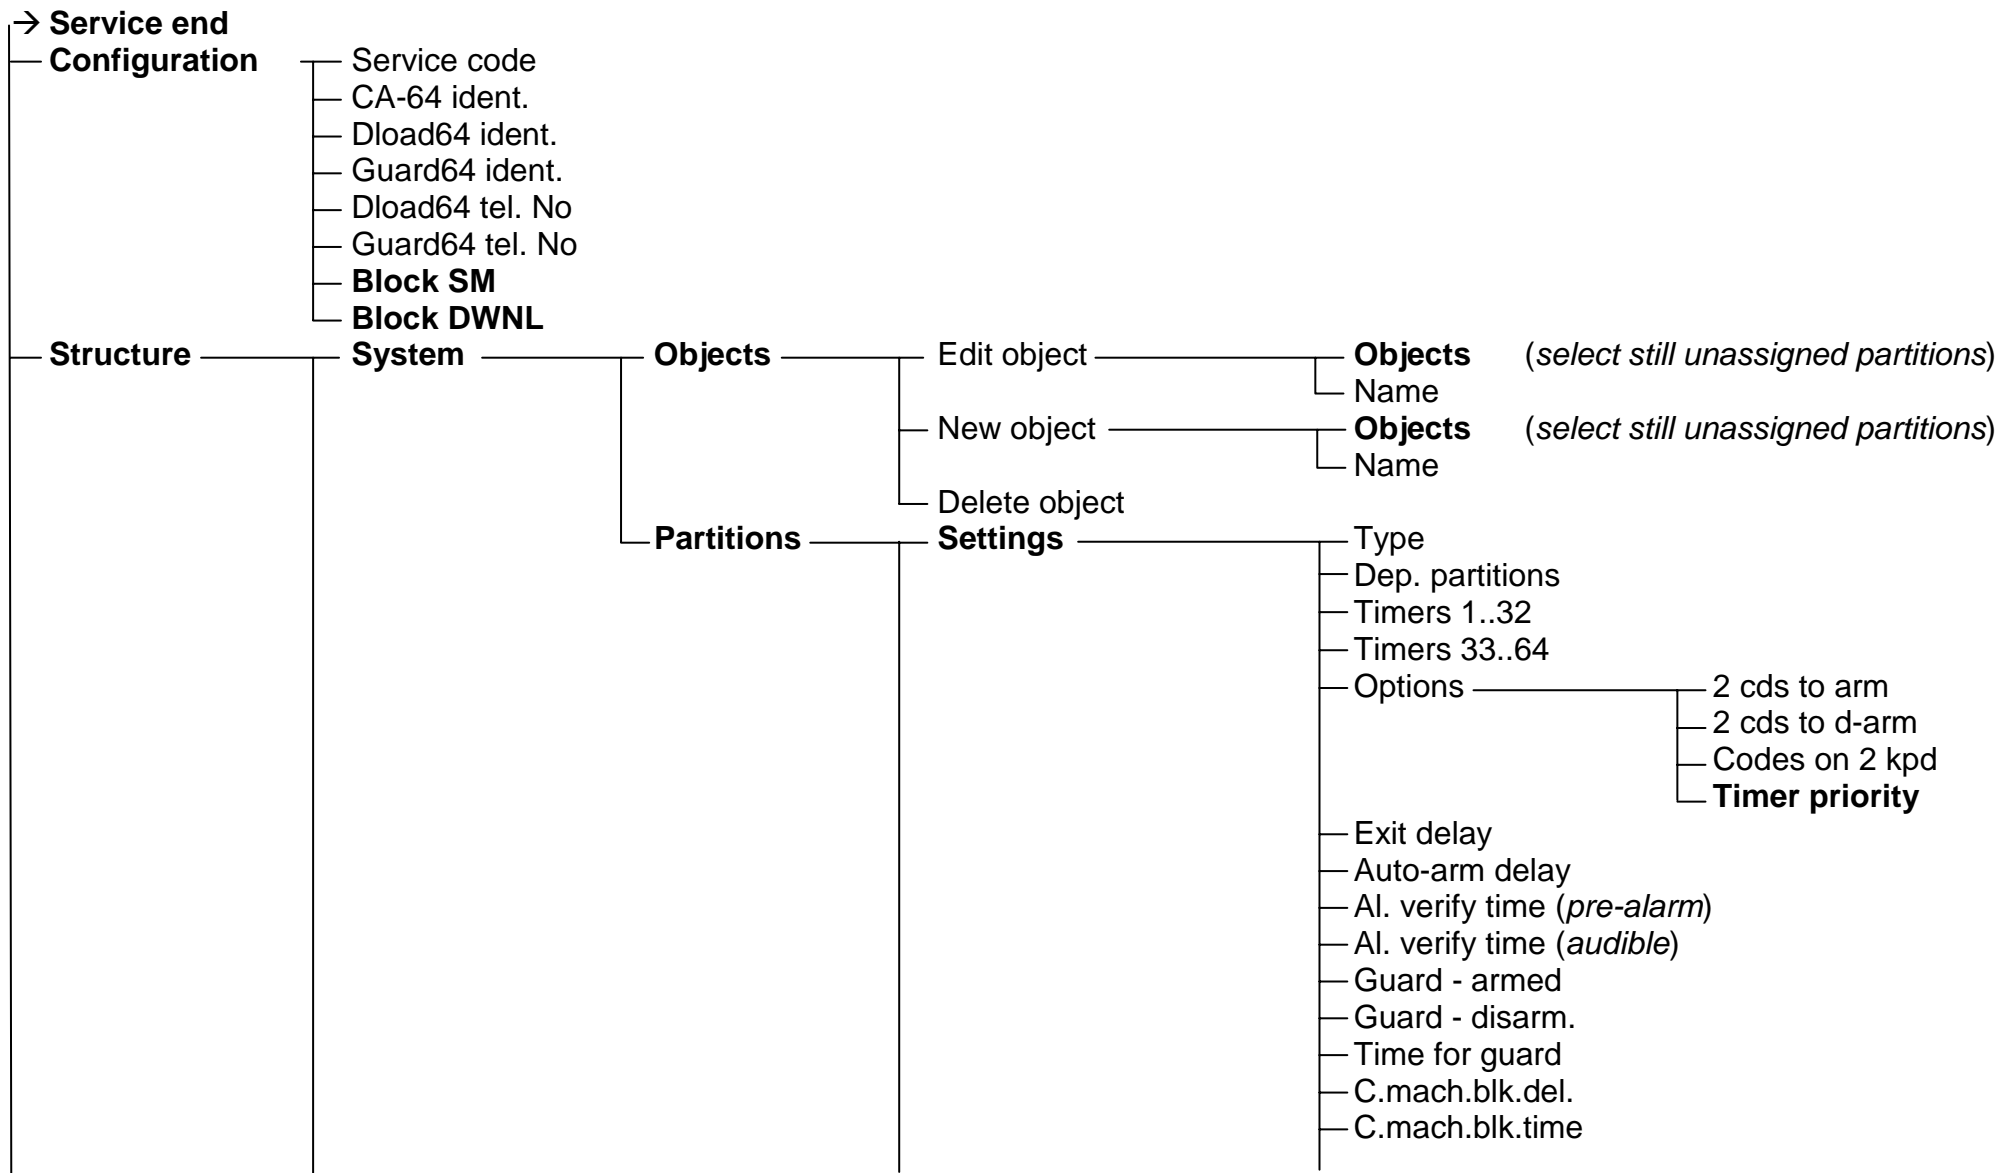 → Service end
Configuration Service code
CA-64 ident.
Dload64 ident.
Guard64 ident.
Dload64 tel. No
Guard64 tel. No
Block SM
Block DWNL
Structure System Objects Edit object Objects (select still unassigned partitions)
Name
New object Objects (select still unassigned partitions)
Name
Delete object
Partitions Settings Type
Dep. partitions
Timers 1..32
Timers 33..64
Options 2 cds to arm
2 cds to d-arm
Codes on 2 kpd
Timer priority
Exit delay
Auto-arm delay
Al. verify time (pre-alarm)
Al. verify time (audible)
Guard - armed
Guard - disarm.
Time for guard
C.mach.blk.del.
C.mach.blk.time